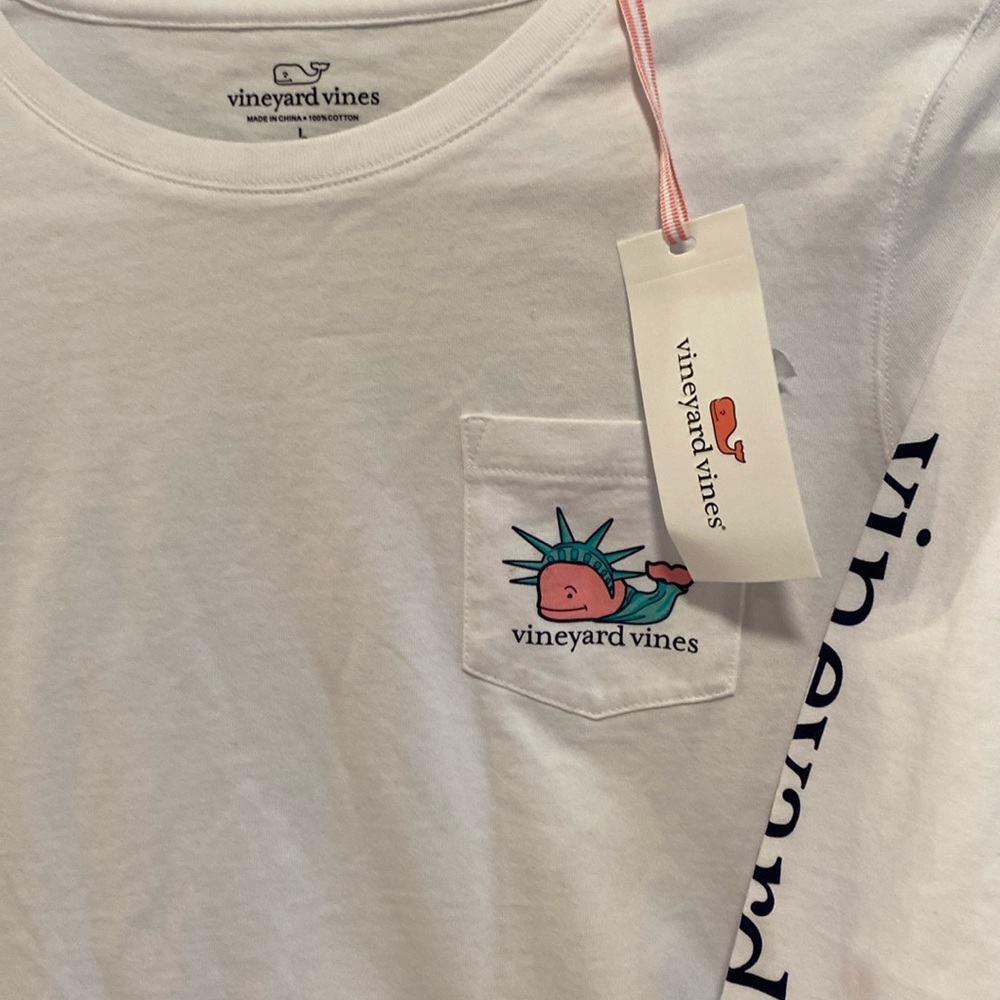 vineyard vines
MADE IN CHINA • 100% COTTON
L
vineyard vines®
vineyard vines
vineyard